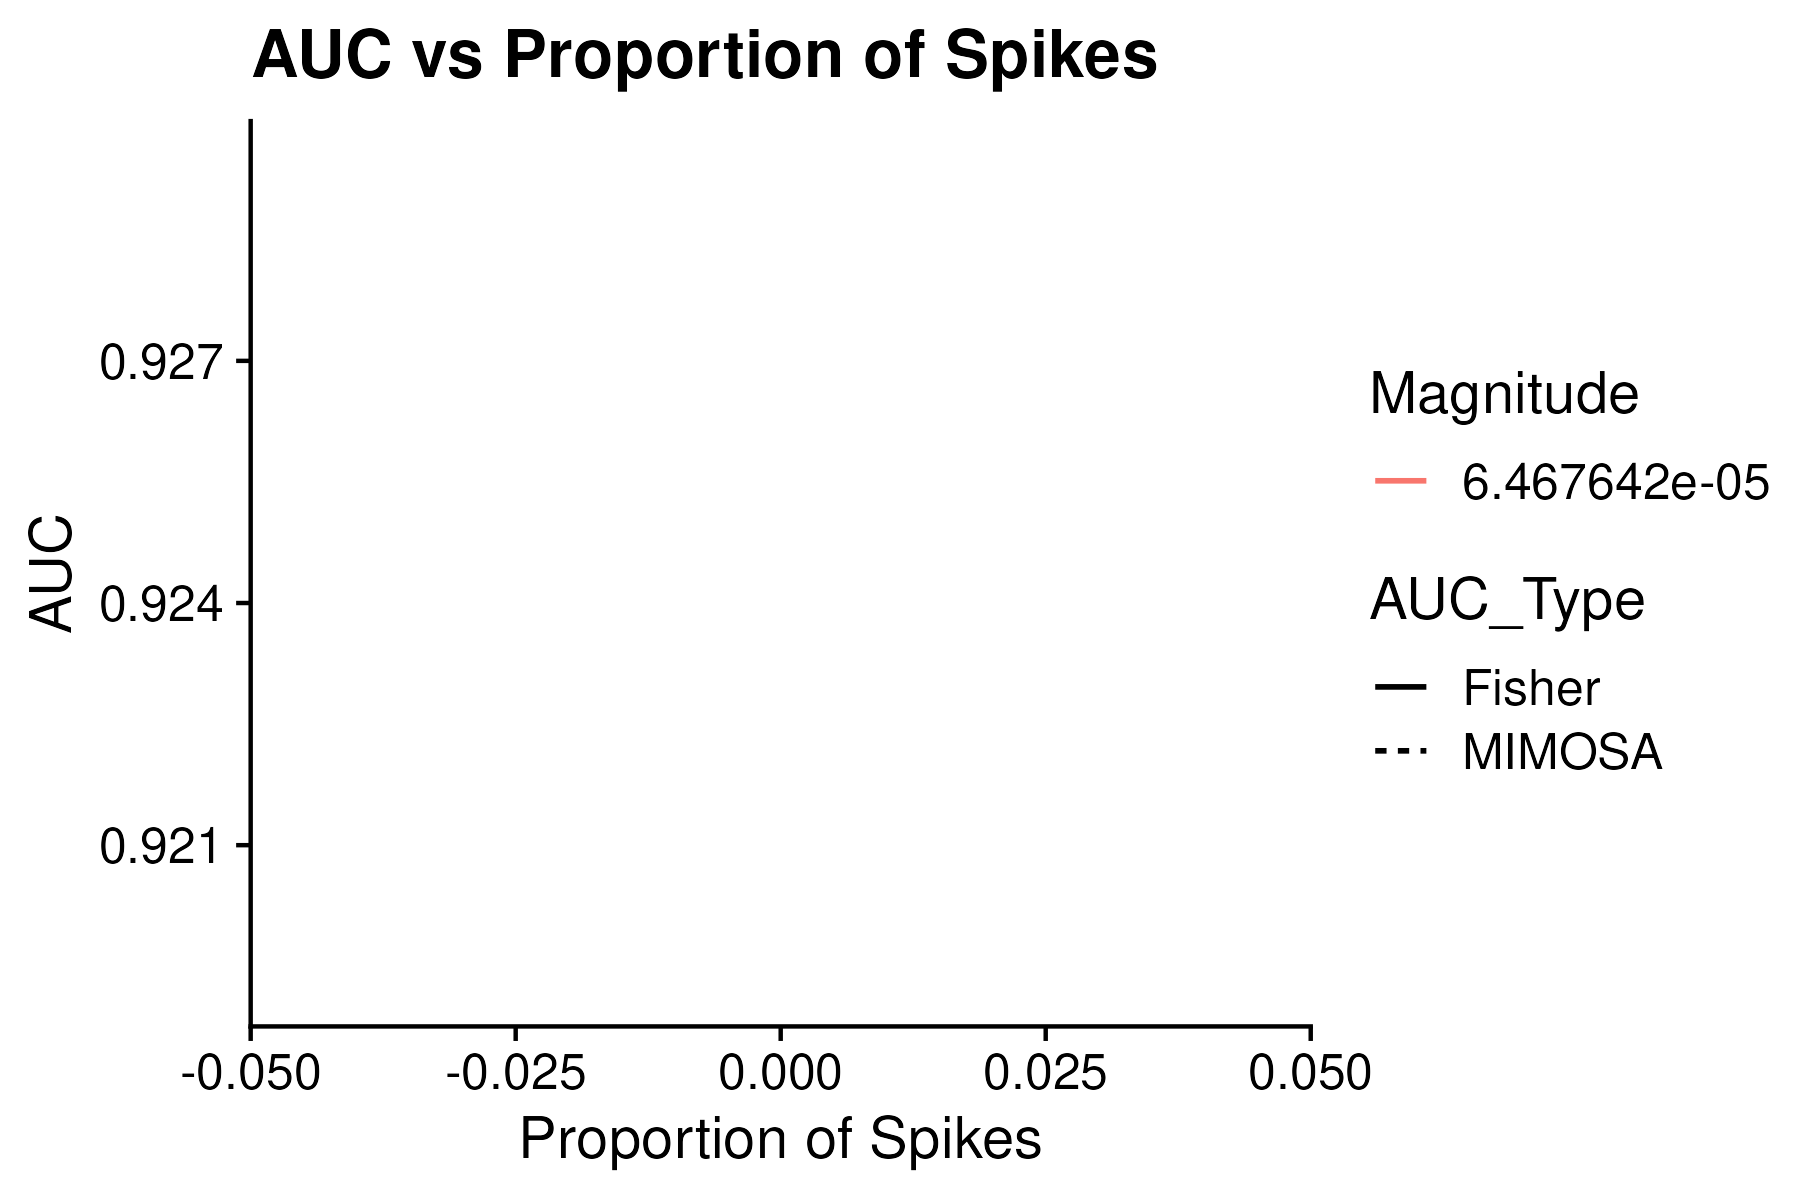 AUC vs Proportion of Spikes
AUC
0.927
0.924
0.921
-0.050
-0.025
0.000
0.025
0.050
Proportion of Spikes
Magnitude
6.467642e-05
AUC_Type
Fisher
MIMOSA